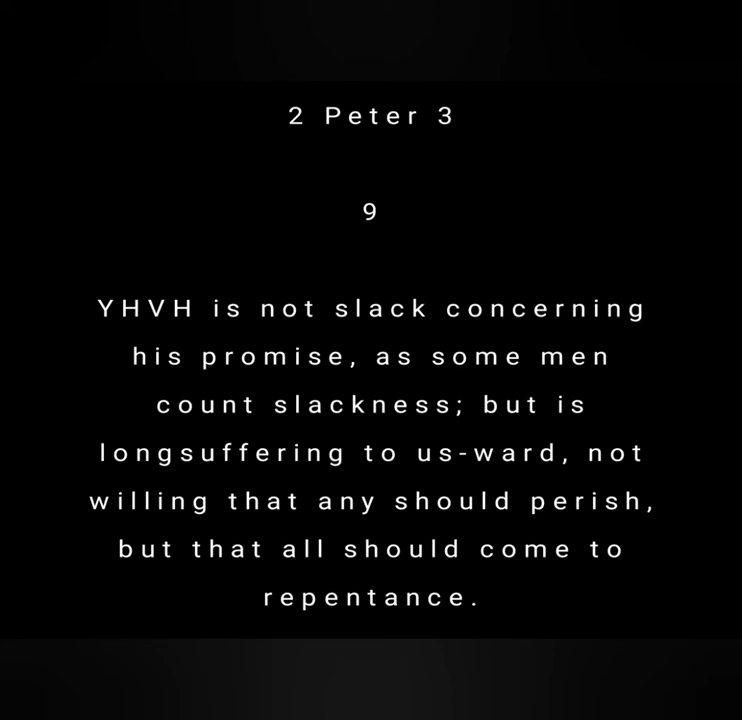 2 Peter 3
9
YHVH is not slack concerning
his promise, as some men
count slackness; but is
longsuffering to us-ward, not
willing that any should perish,
but that all should come to
repentance.